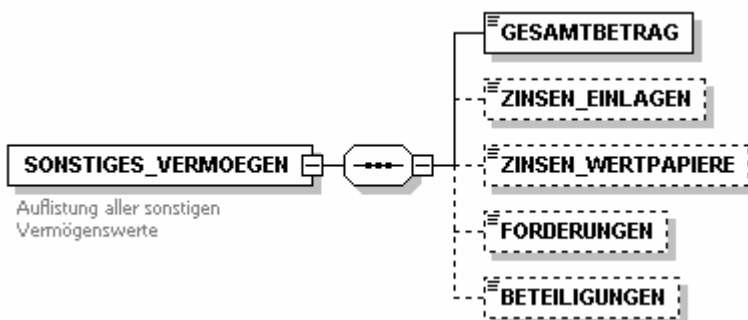 GESAMTBETRAG
ZINSEN_EINLAGEN
SONSTIGES_VERMOEGEN
ZINSEN_WERTPAPIERE
Auflistung aller sonstigen
Vermögenswerte
FORDERUNGEN
BETEILIGUNGEN